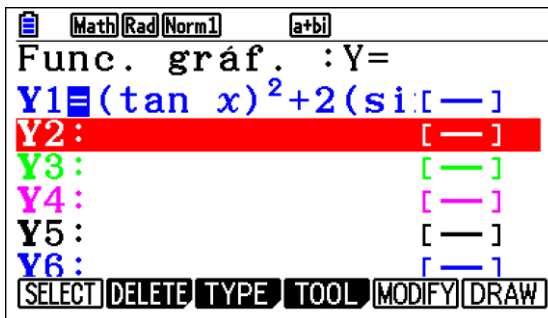 Math Rad Norm1 a+bi
Func. gráf. :Y=
Y1=(tan x)²+2(si [—]
Y2: [—]
Y3: [—]
Y4: [—]
Y5: [—]
Y6: [—]
SELECT DELETE TYPE TOOL MODIFY DRAW